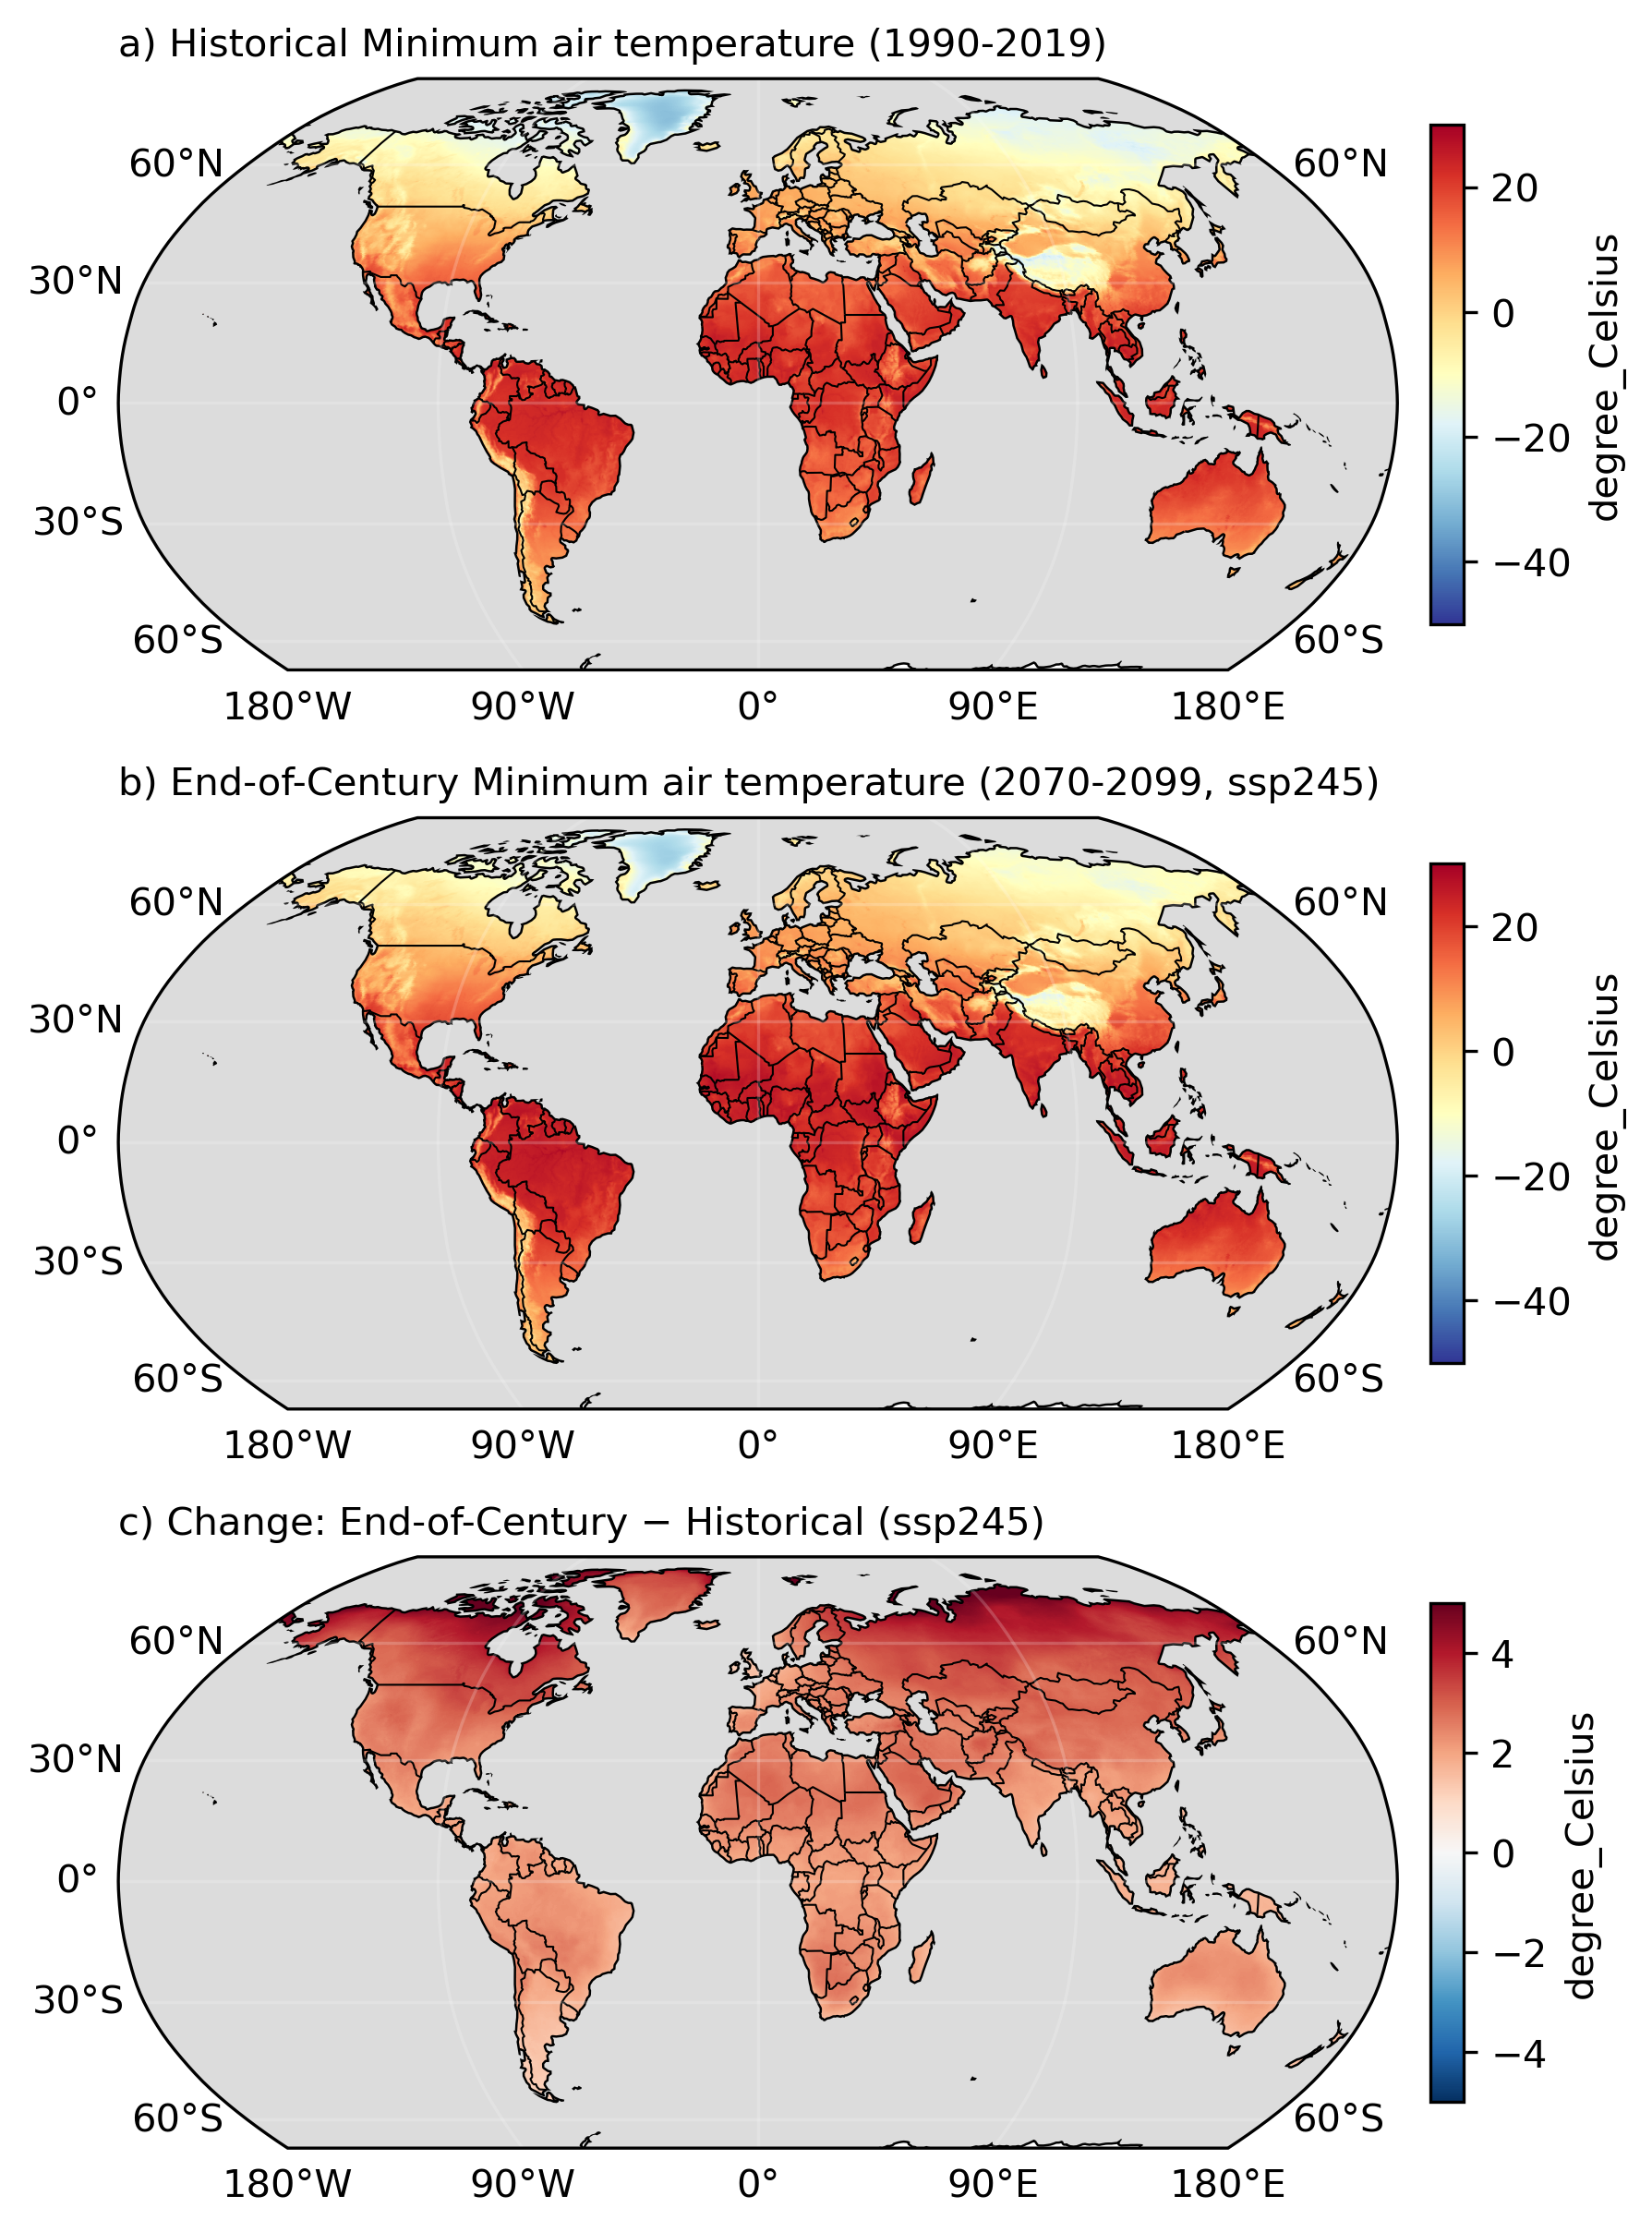 a) Historical Minimum air temperature (1990-2019)
60°N
60°N
30°N
0°
30°S
60°S
60°S
180°W 90°W 0° 90°E 180°E
20
0
−20
−40
degree_Celsius
b) End-of-Century Minimum air temperature (2070-2099, ssp245)
60°N
60°N
30°N
0°
30°S
60°S
60°S
180°W 90°W 0° 90°E 180°E
20
0
−20
−40
degree_Celsius
c) Change: End-of-Century − Historical (ssp245)
60°N
60°N
30°N
0°
30°S
60°S
60°S
180°W 90°W 0° 90°E 180°E
4
2
0
−2
−4
degree_Celsius